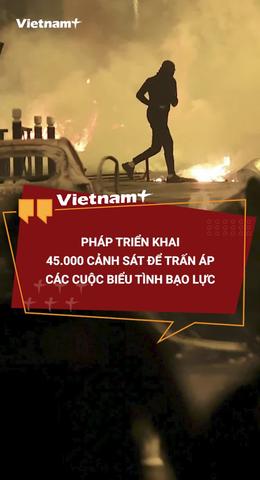 Vietnam+
Vietnam+
PHÁP TRIỂN KHAI
45.000 CẢNH SÁT ĐỂ TRẤN ÁP
CÁC CUỘC BIỂU TÌNH BẠO LỰC